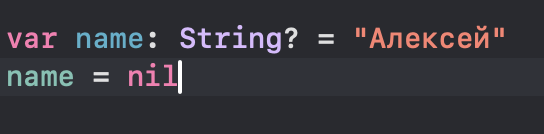 var name: String? = "Алексей"
name = nil